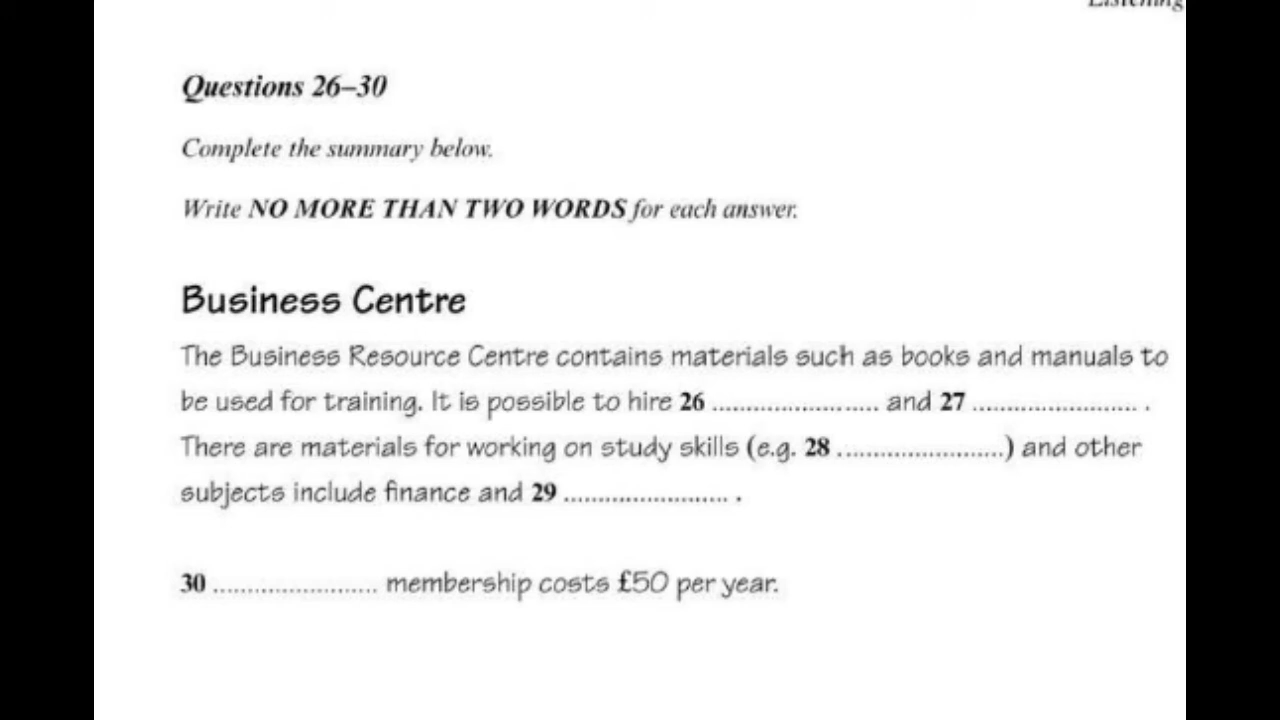 Listening
Questions 26–30
Complete the summary below.
Write NO MORE THAN TWO WORDS for each answer.
Business Centre
The Business Resource Centre contains materials such as books and manuals to
be used for training. It is possible to hire 26 ........................ and 27 ........................ .
There are materials for working on study skills (e.g. 28 ........................) and other
subjects include finance and 29 ........................ .
30 ........................ membership costs £50 per year.